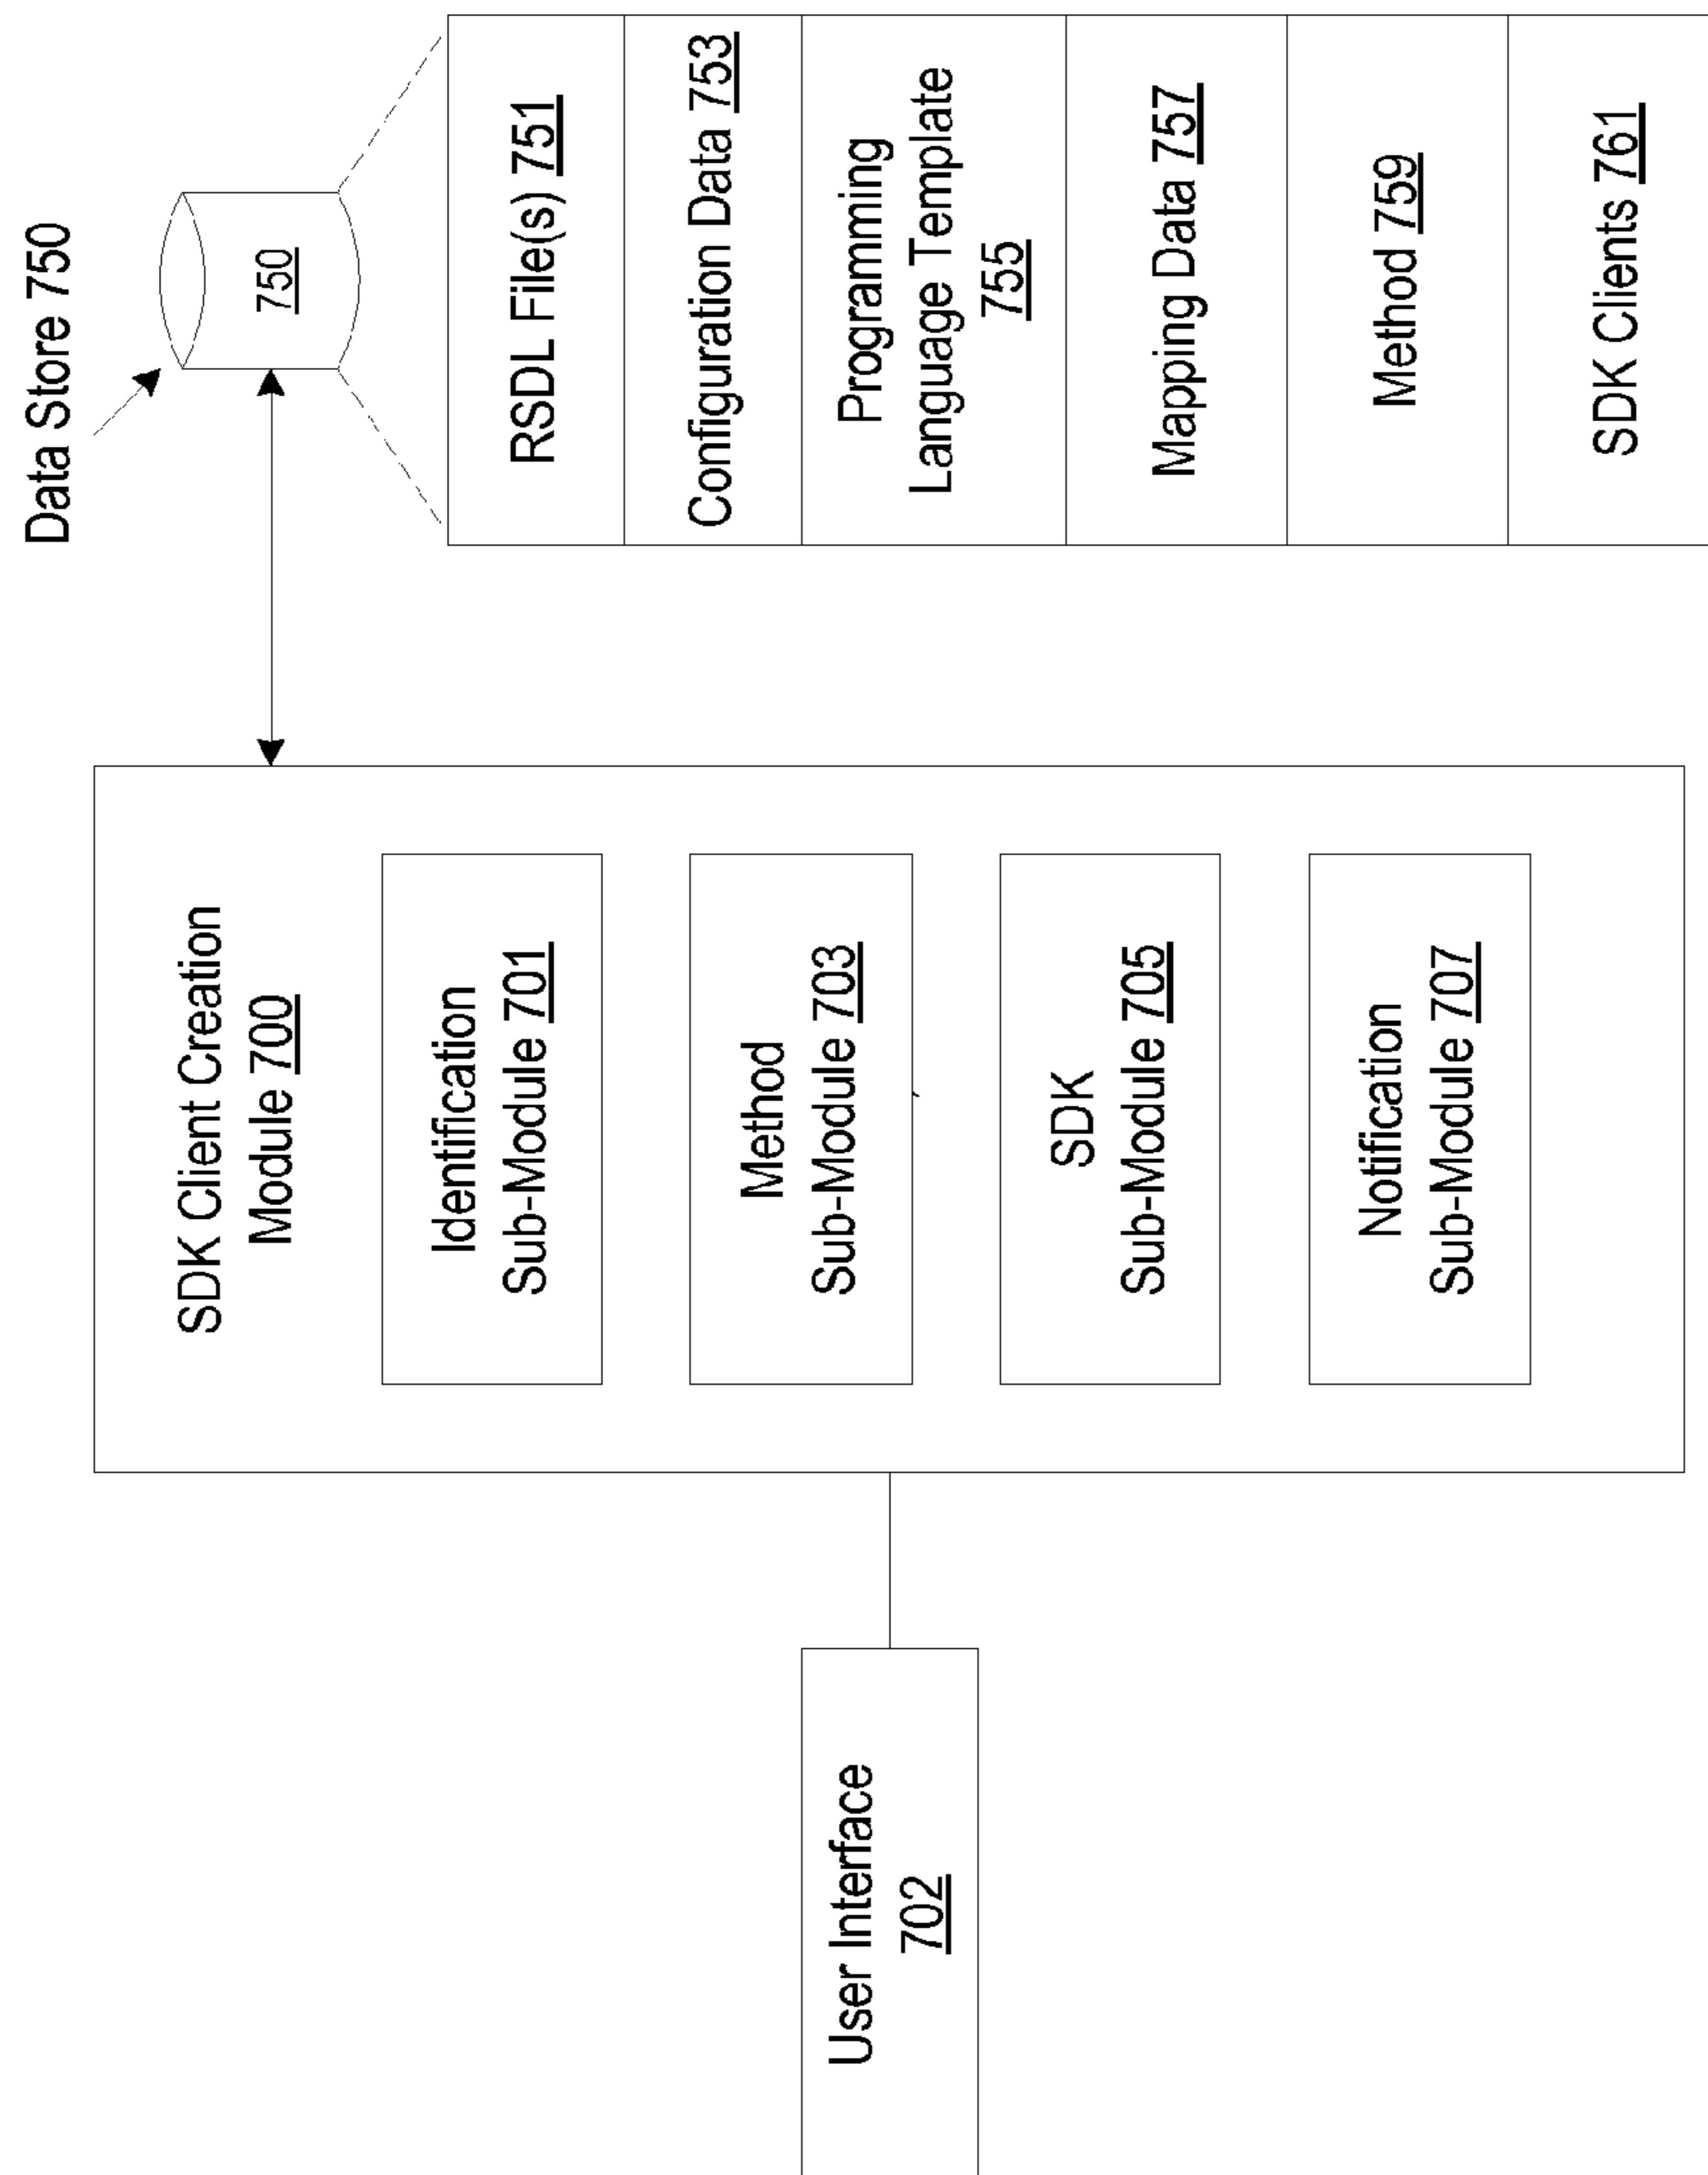 Data Store 750
750
RSDL File(s) 751
Configuration Data 753
Programming
Language Template
755
Mapping Data 757
Method 759
SDK Clients 761
SDK Client Creation
Module 700
Identification
Sub-Module 701
Method
Sub-Module 703
SDK
Sub-Module 705
Notification
Sub-Module 707
User Interface
702